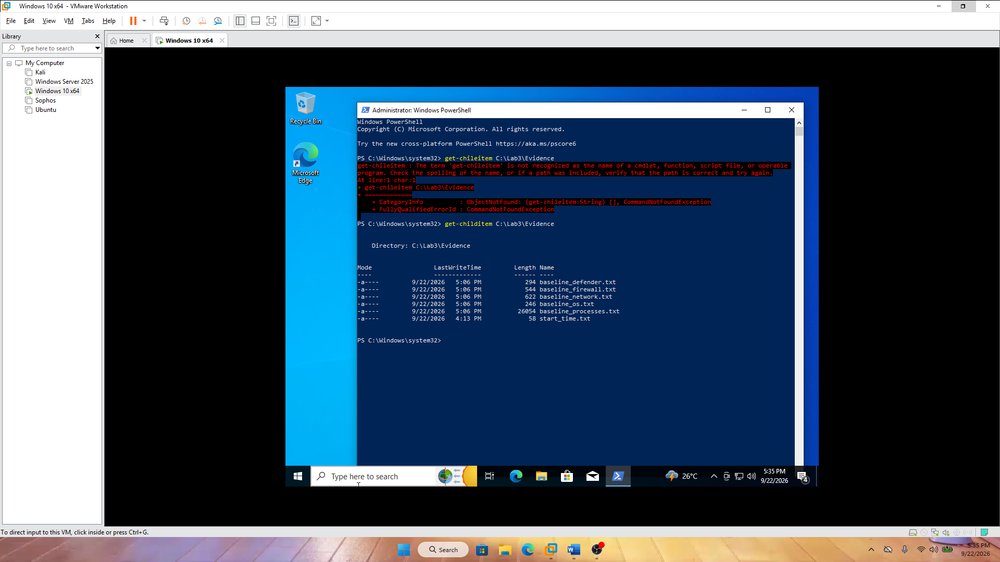 Windows 10 x64 - VMware Workstation
File Edit View VM Tabs Help
Library
Type here to search
My Computer
Kali
Windows Server 2025
Windows 10 x64
Sophos
Ubuntu
Home
Windows 10 x64
Recycle Bin
Microsoft
Edge
Administrator: Windows PowerShell
Windows PowerShell
Copyright (C) Microsoft Corporation. All rights reserved.
Try the new cross-platform PowerShell https://aka.ms/pscore6
PS C:\Windows\system32> get-chileitem C:\Lab3\Evidence
get-chileitem : The term 'get-chileitem' is not recognized as the name of a cmdlet, function, script file, or operable
program. Check the spelling of the name, or if a path was included, verify that the path is correct and try again.
At line:1 char:1
+ get-chileitem C:\Lab3\Evidence
+ ~~~~~~~~~~~~~
    + CategoryInfo          : ObjectNotFound: (get-chileitem:String) [], CommandNotFoundException
    + FullyQualifiedErrorId : CommandNotFoundException
PS C:\Windows\system32> get-childitem C:\Lab3\Evidence
    Directory: C:\Lab3\Evidence
Mode                 LastWriteTime         Length Name
----                 -------------         ------ ----
-a----         9/22/2026   5:06 PM            294 baseline_defender.txt
-a----         9/22/2026   5:06 PM            544 baseline_firewall.txt
-a----         9/22/2026   5:06 PM            622 baseline_network.txt
-a----         9/22/2026   5:06 PM            246 baseline_os.txt
-a----         9/22/2026   5:06 PM          26054 baseline_processes.txt
-a----         9/22/2026   4:13 PM             58 start_time.txt
PS C:\Windows\system32>
Type here to search
26°C
5:35 PM
9/22/2026
4
To direct input to this VM, click inside or press Ctrl+G.
Search
5:35 PM
9/22/2026